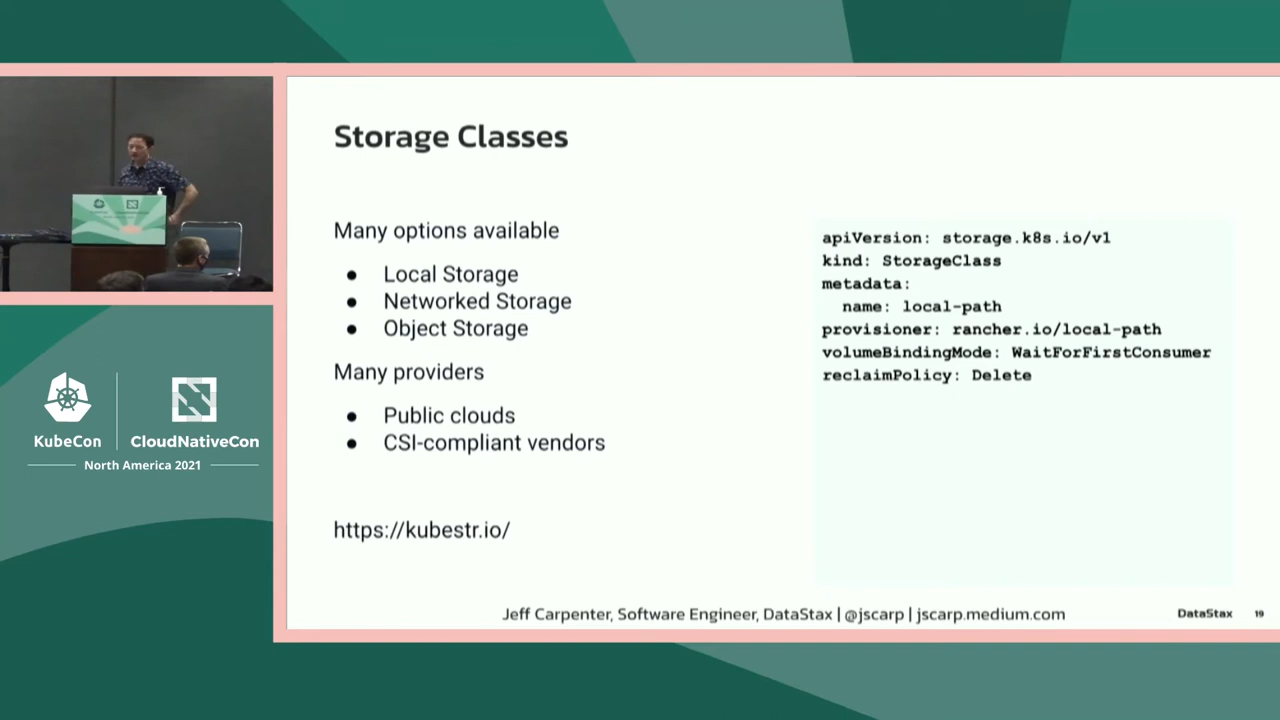 Storage Classes
Many options available
● Local Storage
● Networked Storage
● Object Storage
Many providers
● Public clouds
● CSI-compliant vendors
https://kubestr.io/
apiVersion: storage.k8s.io/v1
kind: StorageClass
metadata:
  name: local-path
provisioner: rancher.io/local-path
volumeBindingMode: WaitForFirstConsumer
reclaimPolicy: Delete
Jeff Carpenter, Software Engineer, DataStax | @jscarp | jscarp.medium.com
DataStax 19
KubeCon CloudNativeCon
North America 2021